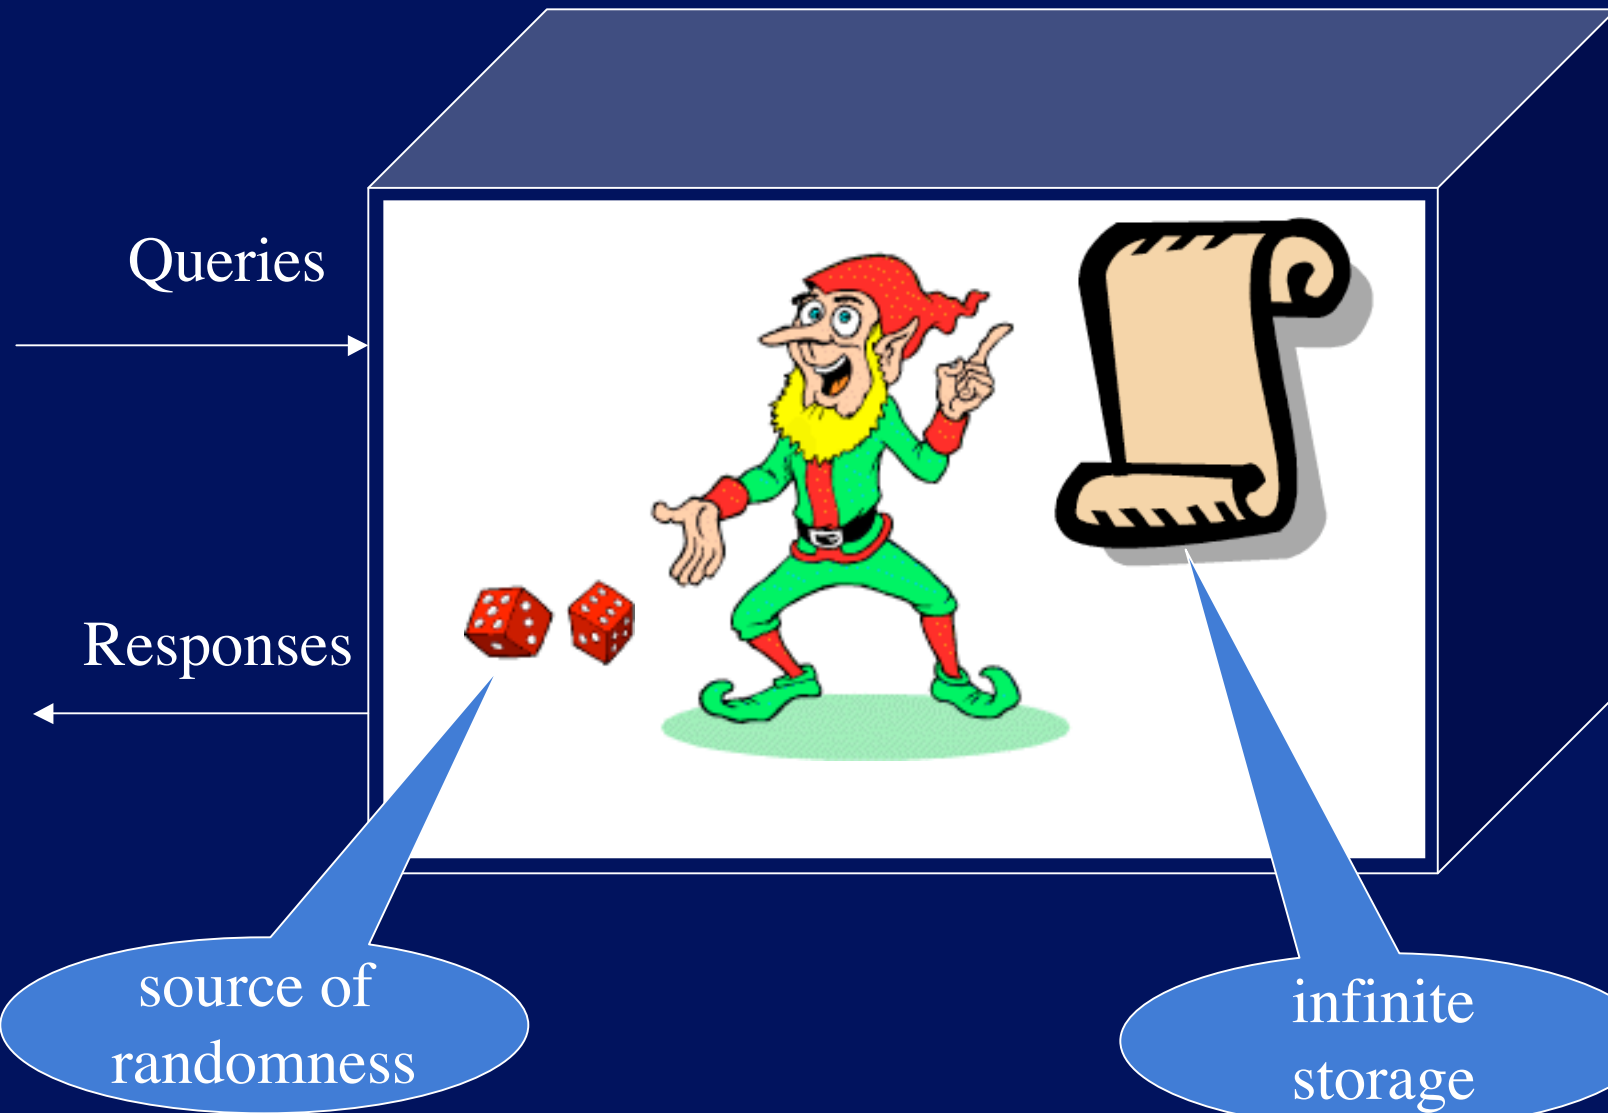 Queries
Responses
source of
randomness
infinite
storage